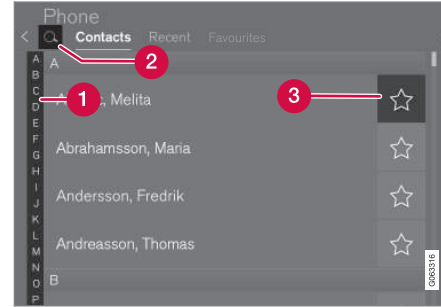 Phone
Contacts Recent Favourites
A
B
C
D
E
F
G
H
I
J
K
L
M
N
O
P
A
Melita
Abrahamsson, Maria
Andersson, Fredrik
Andreasson, Thomas
B
1
2
3
G063316